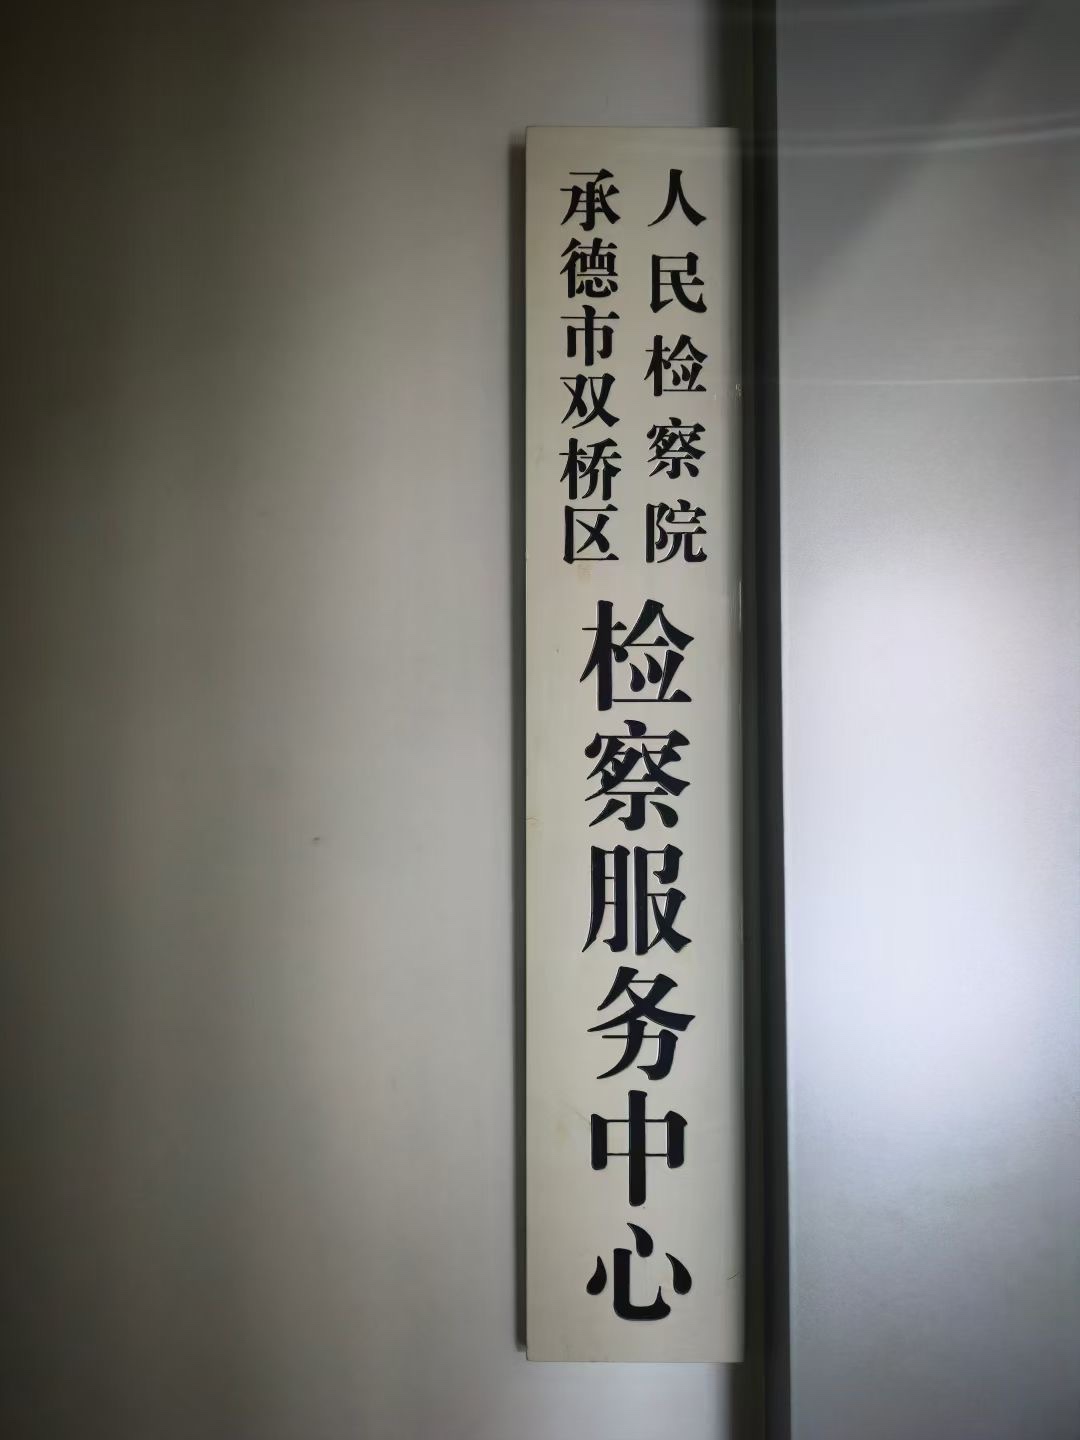 承德市双桥区
人民检察院
检察服务中心